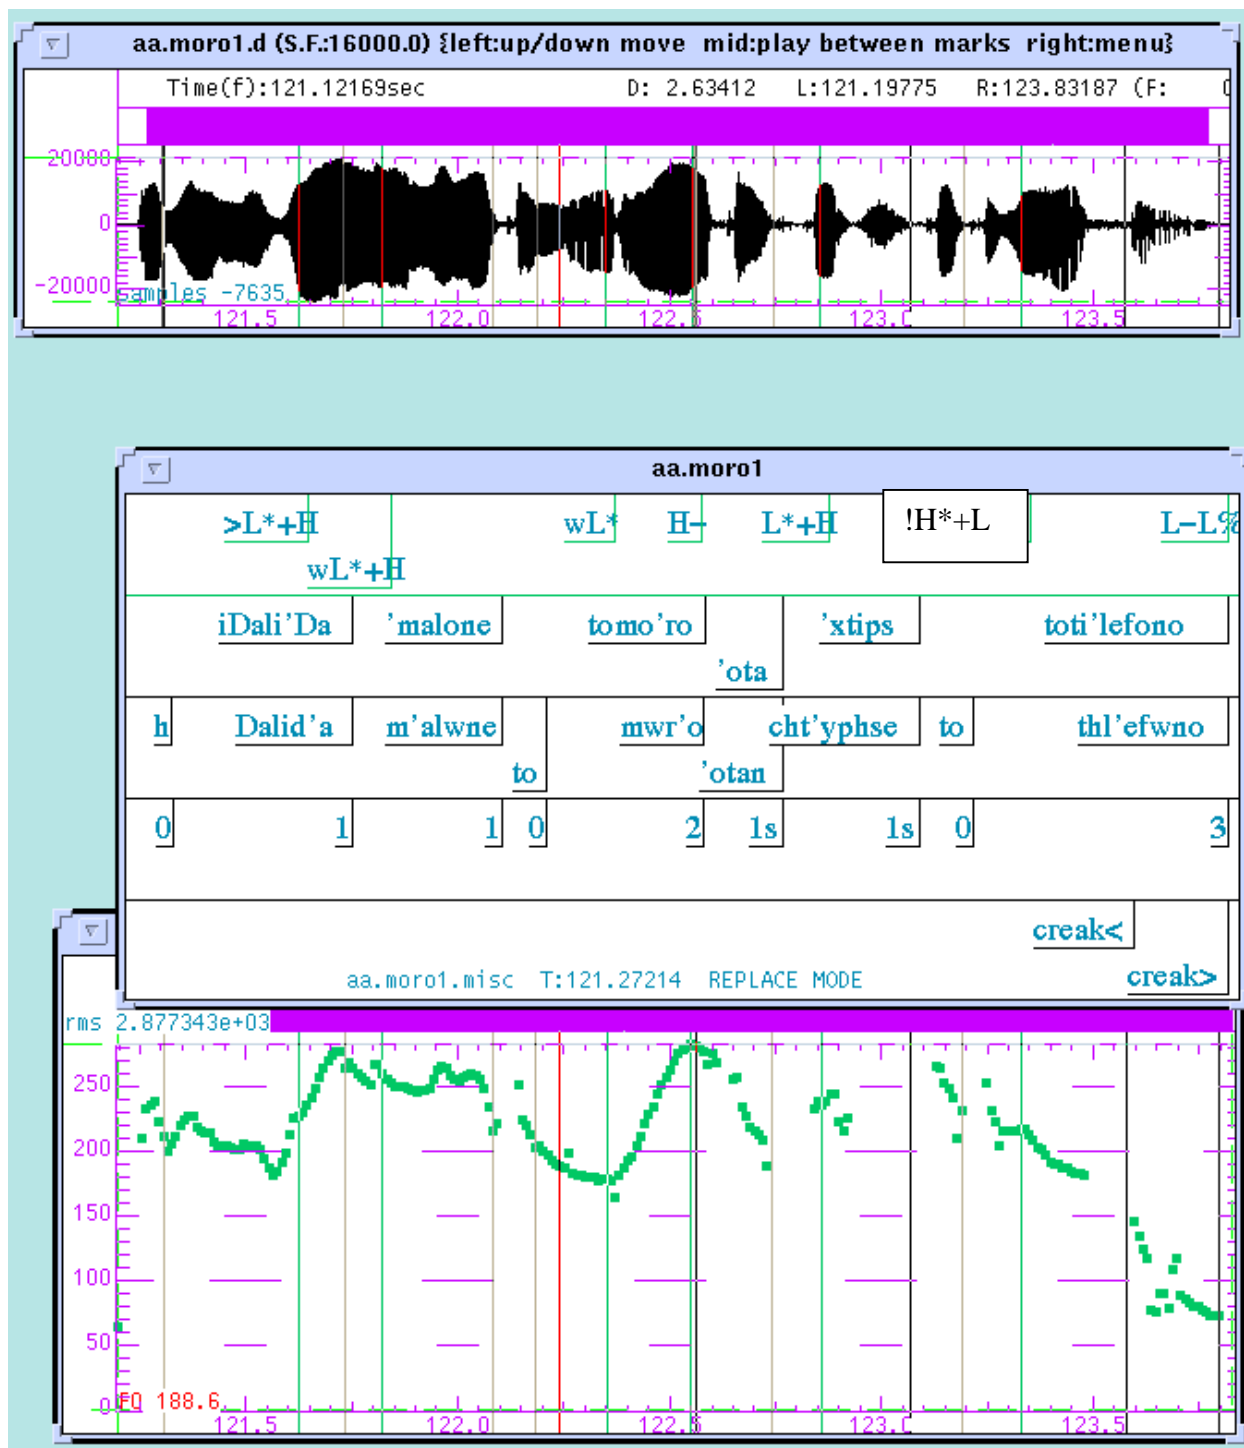 aa.moro1.d (S.F.:16000.0) {left:up/down move mid:play between marks right:menu}
Time(f):121.12169sec D: 2.63412 L:121.19775 R:123.83187 (F:
20000
0
-20000
samples -7635
121.5 122.0 122.5 123.0 123.5
aa.moro1
>L*+H wL* H- L*+H !H*+L L-L%
wL*+H
iDali'Da 'malone tomo'ro 'xtips toti'lefono
'ota
h Dalid'a m'alwne mwr'o cht'yphse to thl'efwno
to 'otan
0 1 1 0 2 1s 1s 0 3
creak<
aa.moro1.misc T:121.27214 REPLACE MODE creak>
rms 2.877343e+03
250
200
150
100
50
0
F0 188.6
121.5 122.0 122.5 123.0 123.5